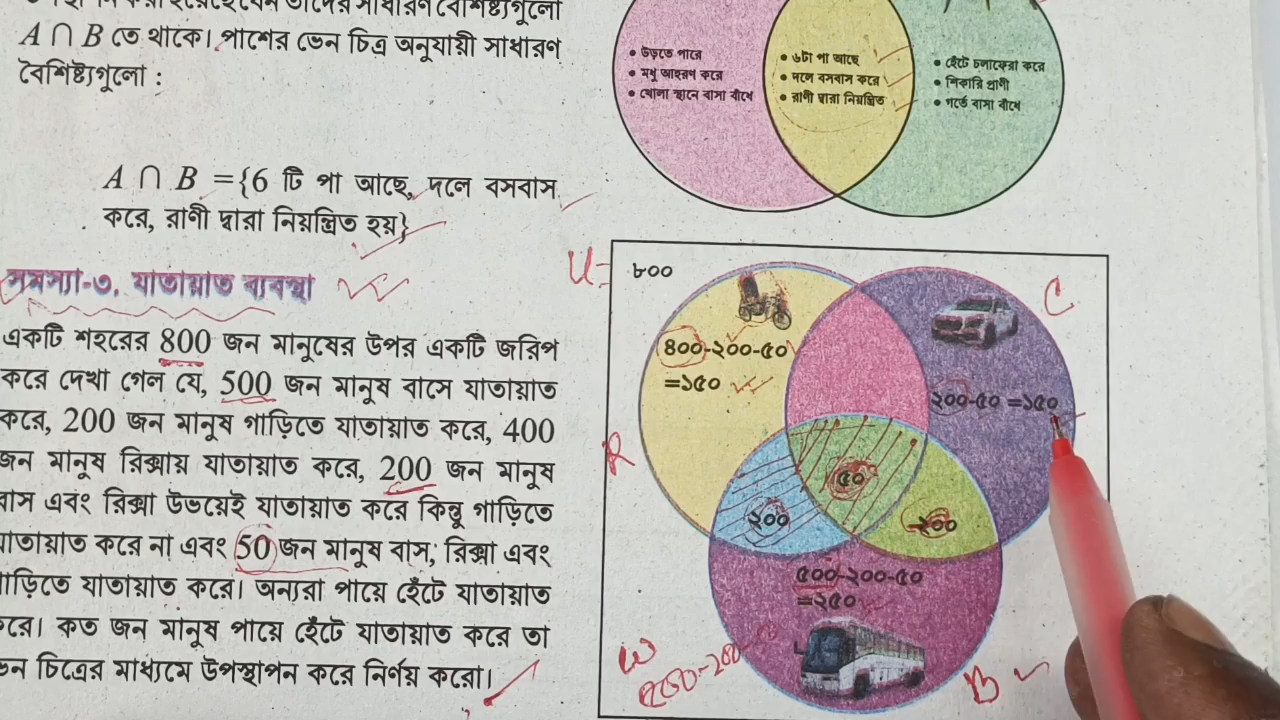 A ∩ B তে থাকে। পাশের ভেন চিত্র অনুযায়ী সাধারণ
বৈশিষ্ট্যগুলো :
A ∩ B ={6 টি পা আছে, দলে বসবাস
করে, রাণী দ্বারা নিয়ন্ত্রিত হয়}
সমস্যা-৩. যাতায়াত ব্যবস্থা
একটি শহরের 800 জন মানুষের উপর একটি জরিপ
করে দেখা গেল যে, 500 জন মানুষ বাসে যাতায়াত
করে, 200 জন মানুষ গাড়িতে যাতায়াত করে, 400
জন মানুষ রিক্সায় যাতায়াত করে, 200 জন মানুষ
বাস এবং রিক্সা উভয়েই যাতায়াত করে কিন্তু গাড়িতে
যাতায়াত করে না এবং 50 জন মানুষ বাস, রিক্সা এবং
গাড়িতে যাতায়াত করে। অন্যরা পায়ে হেঁটে যাতায়াত
করে। কত জন মানুষ পায়ে হেঁটে যাতায়াত করে তা
ভেন চিত্রের মাধ্যমে উপস্থাপন করে নির্ণয় করো।
• উড়তে পারে
• মধু আহরণ করে
• খোলা স্থানে বাসা বাঁধে
• ৬টা পা আছে
• দলে বসবাস করে
• রাণী দ্বারা নিয়ন্ত্রিত
• হেঁটে চলাফেরা করে
• শিকারি প্রাণী
• গর্তে বাসা বাঁধে
U=
৮০০
C
৪০০-২০০-৫০
=১৫০
২০০-৫০ =১৫০
R
৫০
২০০
৫০০-২০০-৫০
=২৫০
W
B